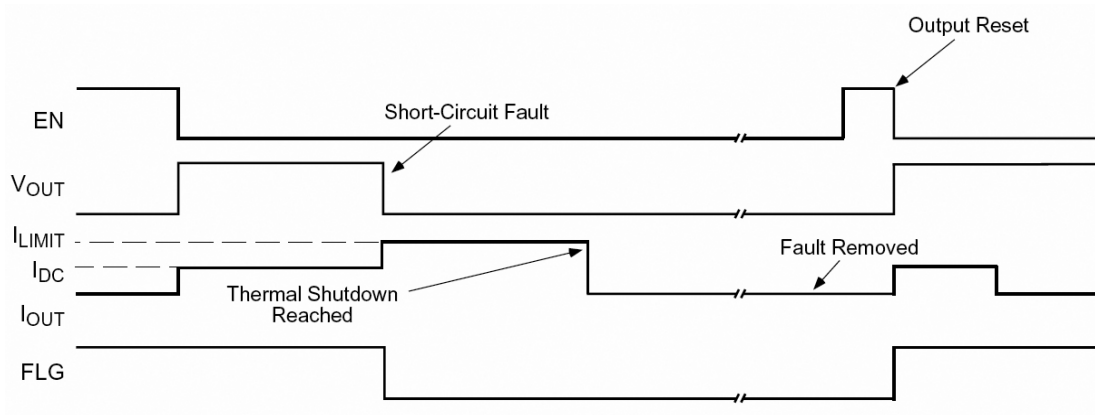 Output Reset
EN
Short-Circuit Fault
VOUT
ILIMIT
IDC
Fault Removed
Thermal Shutdown
Reached
IOUT
FLG